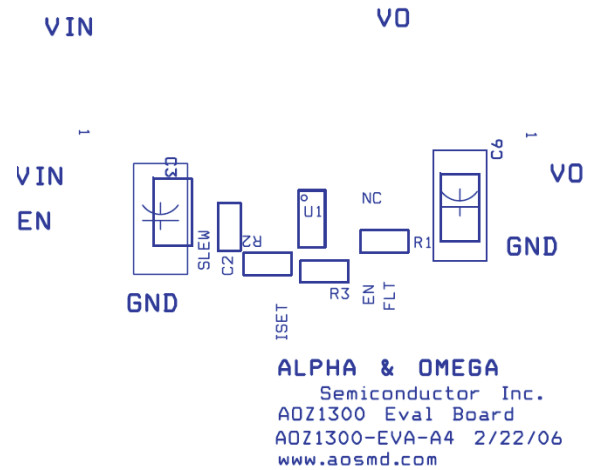 VIN
VO
1
1
C3
C6
VIN
VO
EN
NC
U1
SLEW
C2
R2
R1
GND
R3
EN
FLT
GND
ISET
ALPHA & OMEGA
Semiconductor Inc.
AOZ1300 Eval Board
AOZ1300-EVA-A4 2/22/06
www.aosmd.com